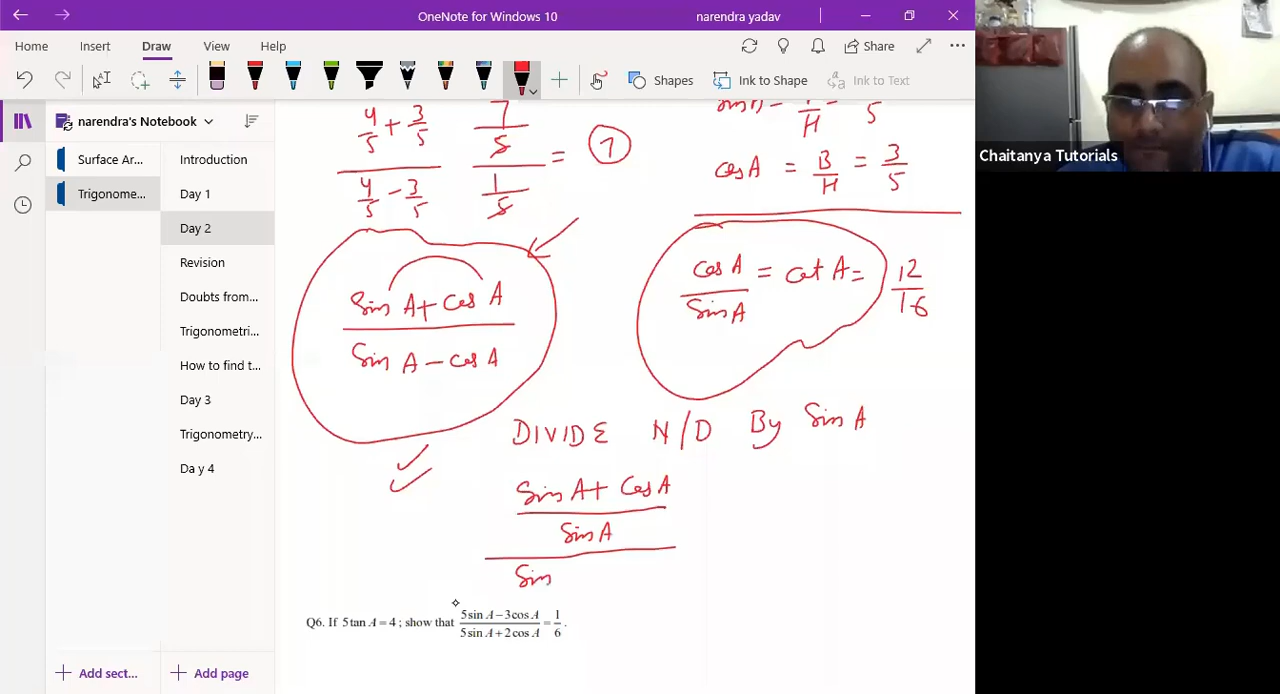 OneNote for Windows 10
narendra yadav
Home
Insert
Draw
View
Help
Share
Shapes
Ink to Shape
Ink to Text
narendra's Notebook
Surface Ar...
Trigonome...
Introduction
Day 1
Day 2
Revision
Doubts from...
Trigonometri...
How to find t...
Day 3
Trigonometry...
Da y 4
Add sect...
Add page
Chaitanya Tutorials
4/5 + 3/5
4/5 − 3/5
7/5
1/5
= 7
H 5
cos A = B/H = 3/5
Sin A + Cos A
Sin A − cos A
Cos A / Sin A = cot A = 12/16
DIVIDE N/D By Sin A
Sin A + Cos A
Sin A
Sin
Q6. If 5 tan A = 4 ; show that 5 sin A − 3 cos A / 5 sin A + 2 cos A = 1/6 .